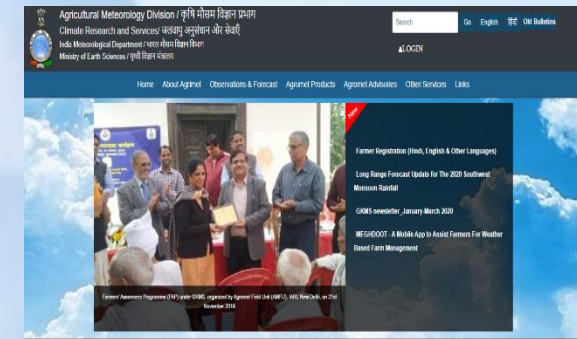 Agricultural Meteorology Division / कृषि मौसम विज्ञान प्रभाग
Climate Research and Services/ जलवायु अनुसंधान और सेवाएँ
India Meteorological Department / भारत मौसम विज्ञान विभाग
Ministry of Earth Sciences / पृथ्वी विज्ञान मंत्रालय
Search Go English हिंदी Old Bulletins
LOGIN
Home About Agrimet Observations & Forecast Agromet Products Agromet Advisories Other Services Links
New
Farmer Registration (Hindi, English & Other Languages)
Long Range Forecast Update for The 2020 Southwest
Monsoon Rainfall
GKMS newsletter_January-March 2020
MEGHDOOT - A Mobile App to Assist Farmers For Weather
Based Farm Management
Farmers' Awareness Programme (FAP) under GKMS, organized by Agromet Field Unit (AMFU), IARI, New Delhi, on 21st
November 2019